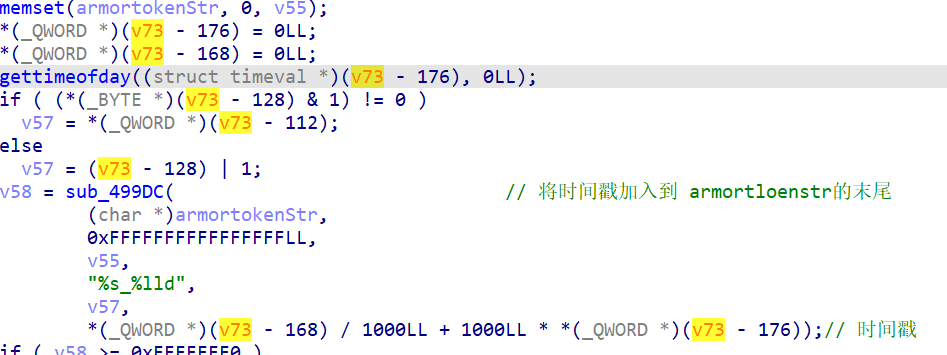 memset(armortokenStr, 0, v55);
*(_QWORD *)(v73 - 176) = 0LL;
*(_QWORD *)(v73 - 168) = 0LL;
gettimeofday((struct timeval *)(v73 - 176), 0LL);
if ( (*(_BYTE *)(v73 - 128) & 1) != 0 )
v57 = *(_QWORD *)(v73 - 112);
else
v57 = (v73 - 128) | 1;
v58 = sub_499DC( // 将时间戳加入到 armortloenstr的末尾
(char *)armortokenStr,
0xFFFFFFFFFFFFFFFFLL,
v55,
"%s_%lld",
v57,
*(_QWORD *)(v73 - 168) / 1000LL + 1000LL * *(_QWORD *)(v73 - 176));// 时间戳
if ( v58 >= 0xFFFFFFF0 )